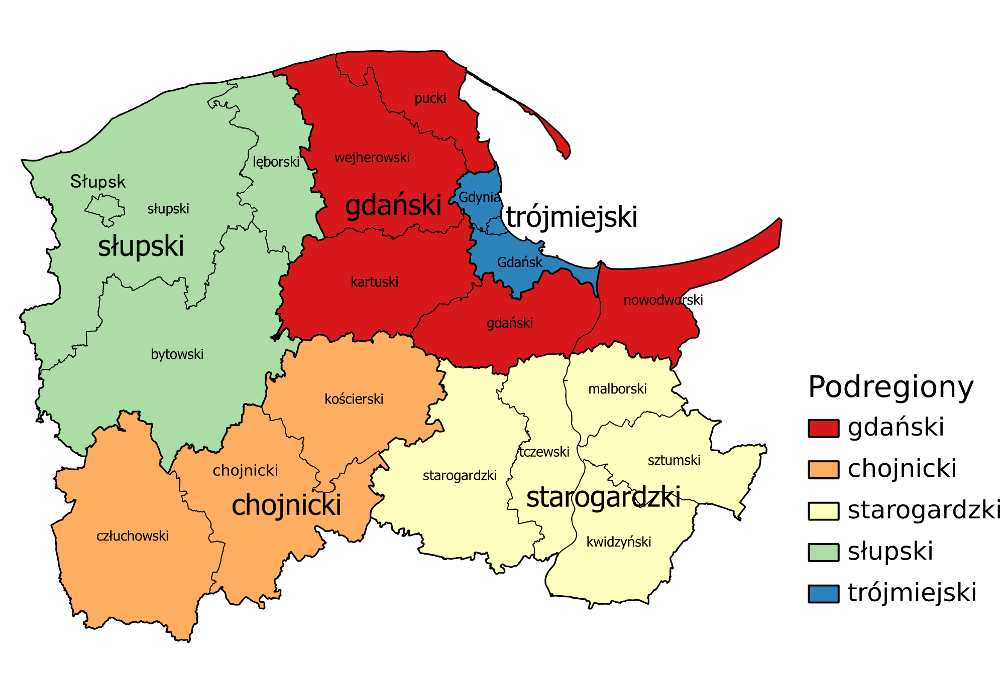 pucki
wejherowski
lęborski
Słupsk
słupski
gdański
Gdynia
trójmiejski
słupski
Gdańsk
kartuski
nowodworski
gdański
bytowski
kościerski
malborski
tczewski
sztumski
chojnicki
starogardzki
starogardzki
chojnicki
człuchowski
kwidzyński
Podregiony
gdański
chojnicki
starogardzki
słupski
trójmiejski